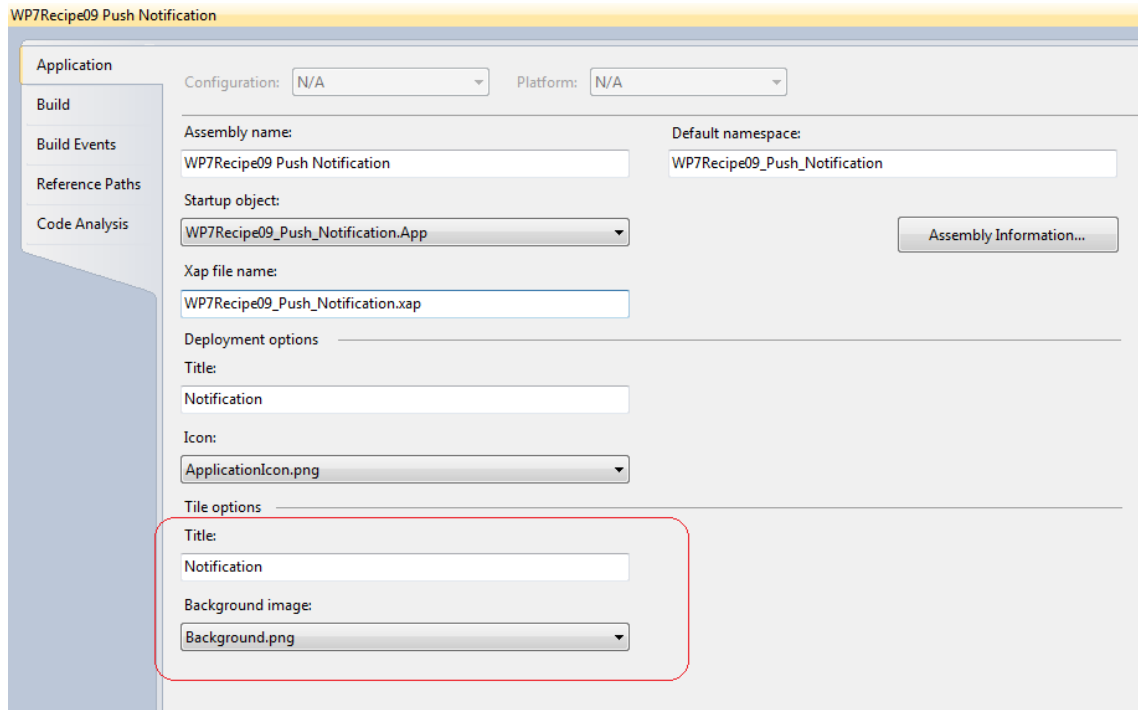 WP7Recipe09 Push Notification
Application
Build
Build Events
Reference Paths
Code Analysis
Configuration: N/A Platform: N/A
Assembly name: Default namespace:
WP7Recipe09 Push Notification WP7Recipe09_Push_Notification
Startup object:
WP7Recipe09_Push_Notification.App Assembly Information...
Xap file name:
WP7Recipe09_Push_Notification.xap
Deployment options
Title:
Notification
Icon:
ApplicationIcon.png
Tile options
Title:
Notification
Background image:
Background.png